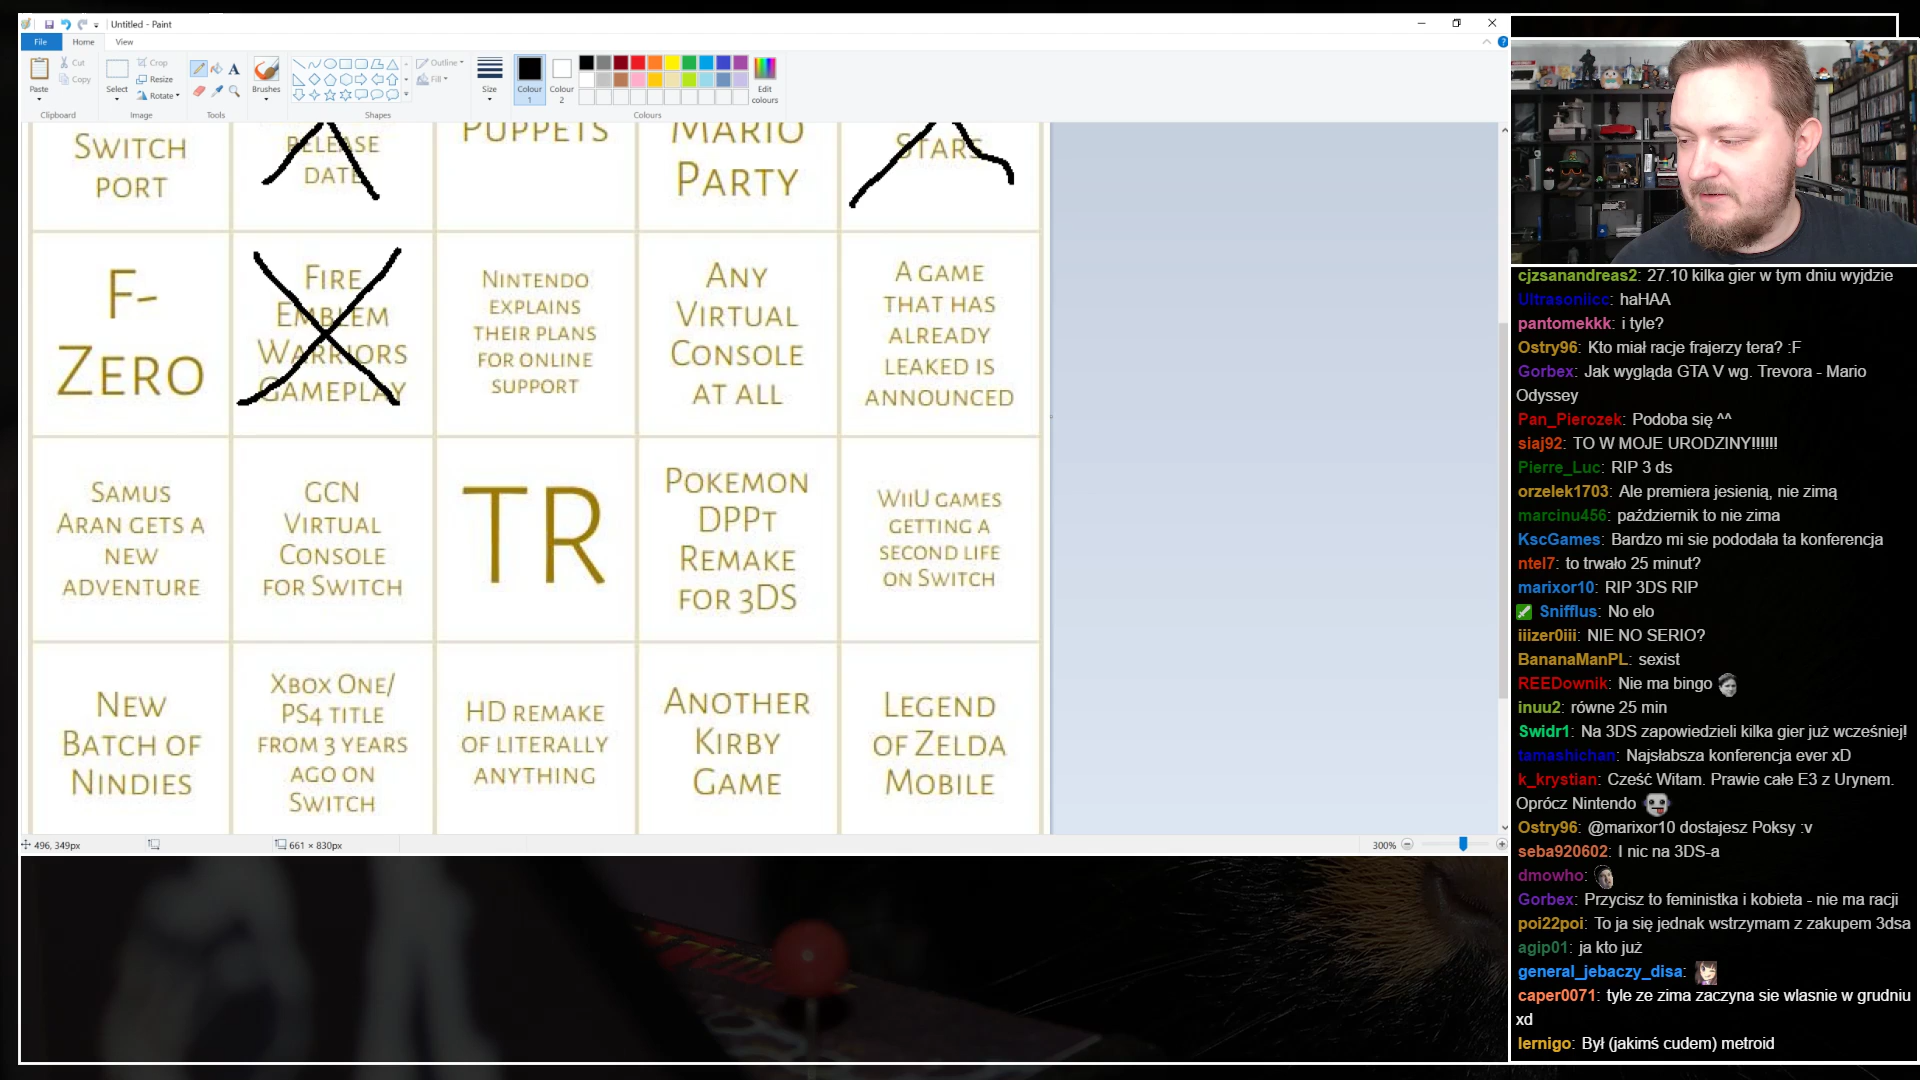 Untitled - Paint
File
Home
View
Paste
Cut
Copy
Clipboard
Select
Crop
Resize
Rotate
Image
Tools
Brushes
Shapes
Outline
Fill
Size
Colour 1
Colour 2
Edit colours
Colours
SWITCH
PORT
RELEASE
DATE
PUPPETS
MARIO
PARTY
STARS
F-
ZERO
FIRE
EMBLEM
WARRIORS
GAMEPLAY
NINTENDO
EXPLAINS
THEIR PLANS
FOR ONLINE
SUPPORT
ANY
VIRTUAL
CONSOLE
AT ALL
A GAME
THAT HAS
ALREADY
LEAKED IS
ANNOUNCED
SAMUS
ARAN GETS A
NEW
ADVENTURE
GCN
VIRTUAL
CONSOLE
FOR SWITCH
TR
POKEMON
DPPT
REMAKE
FOR 3DS
WIIU GAMES
GETTING A
SECOND LIFE
ON SWITCH
NEW
BATCH OF
NINDIES
XBOX ONE/
PS4 TITLE
FROM 3 YEARS
AGO ON
SWITCH
HD REMAKE
OF LITERALLY
ANYTHING
ANOTHER
KIRBY
GAME
LEGEND
OF ZELDA
MOBILE
496, 349px
661 × 830px
300%
cjzsanandreas2: 27.10 kilka gier w tym dniu wyjdzie
Ultrasoniicc: haHAA
pantomekkk: i tyle?
Ostry96: Kto miał racje frajerzy tera? :F
Gorbex: Jak wygląda GTA V wg. Trevora - Mario
Odyssey
Pan_Pierozek: Podoba się ^^
siaj92: TO W MOJE URODZINY!!!!!!
Pierre_Luc: RIP 3 ds
orzelek1703: Ale premiera jesienią, nie zimą
marcinu456: październik to nie zima
KscGames: Bardzo mi sie pododała ta konferencja
ntel7: to trwało 25 minut?
marixor10: RIP 3DS RIP
Snifflus: No elo
iiizer0iii: NIE NO SERIO?
BananaManPL: sexist
REEDownik: Nie ma bingo
inuu2: równe 25 min
Swidr1: Na 3DS zapowiedzieli kilka gier już wcześniej!
tamashichan: Najsłabsza konferencja ever xD
k_krystian: Cześć Witam. Prawie całe E3 z Urynem.
Oprócz Nintendo
Ostry96: @marixor10 dostajesz Poksy :v
seba920602: I nic na 3DS-a
dmowho:
Gorbex: Przycisz to feministka i kobieta - nie ma racji
poi22poi: To ja się jednak wstrzymam z zakupem 3dsa
agip01: ja kto już
general_jebaczy_disa:
caper0071: tyle ze zima zaczyna sie wlasnie w grudniu
xd
lernigo: Był (jakimś cudem) metroid